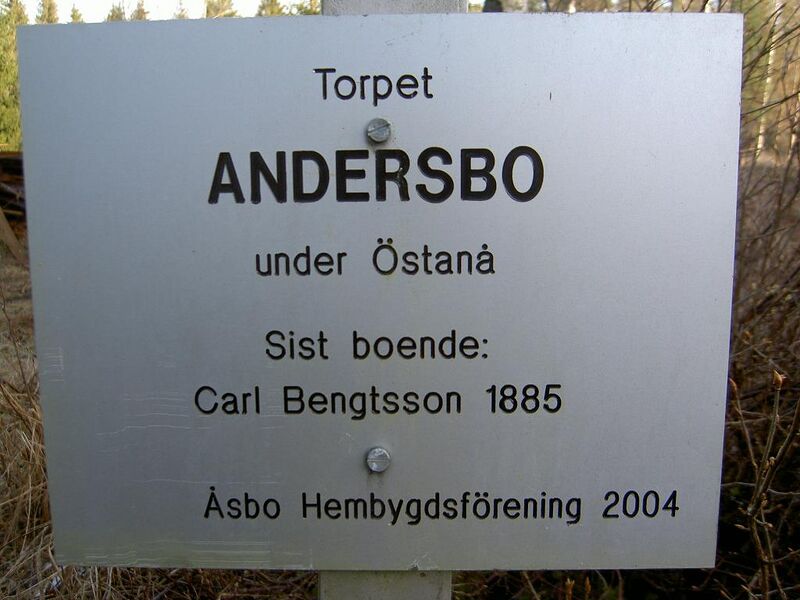 Torpet
ANDERSBO
under Östanå
Sist boende:
Carl Bengtsson 1885
Åsbo Hembygdsförening 2004